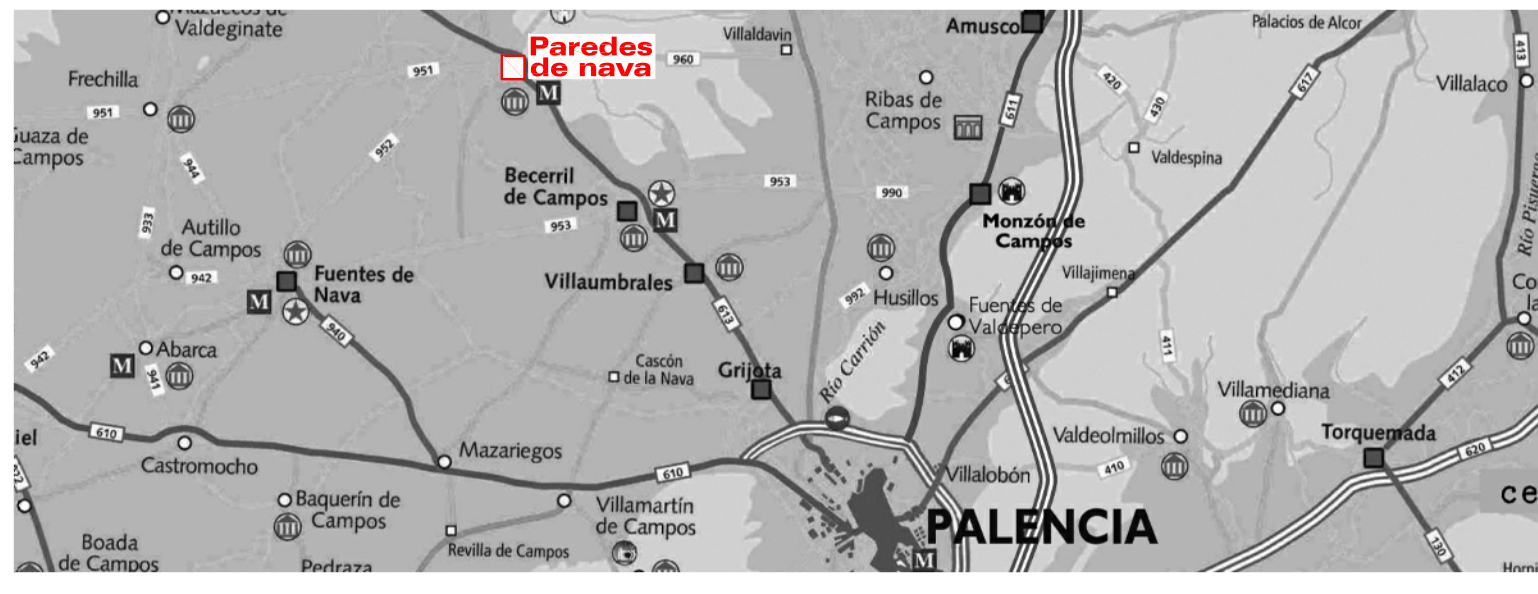 Valdeginate
Paredes
de nava
Villaldavin
Amusco
Palacios de Alcor
413
Frechilla
951
960
420
617
Villalaco
951
M
Ribas de
Campos
611
430
Guaza de
Campos
952
944
Valdespina
Becerril
de Campos
953
990
M
933
Autillo
de Campos
953
Monzón de
Campos
942
Fuentes de
Nava
Villaumbrales
Villajimena
M
992
Husillos
Fuentes de
Valdepero
613
940
Río Carrión
411
942
Abarca
M
941
Cascón
de la Nava
Grijota
412
Villamediana
610
Castromocho
Mazariegos
610
Valdeolmillos
Torquemada
620
410
Villalobón
Baquerín de
Campos
Villamartín
de Campos
PALENCIA
Revilla de Campos
Boada
de Campos
Pedraza
M
130